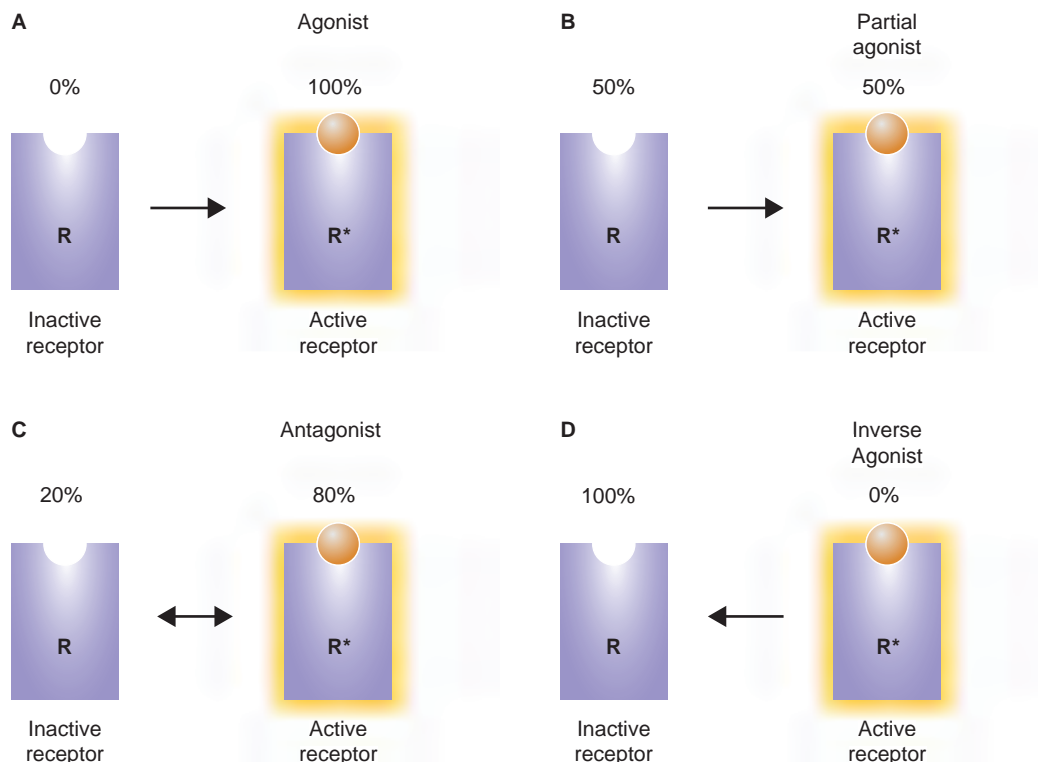 A
Agonist
0%
100%
R
R*
Inactive
receptor
Active
receptor
B
Partial
agonist
50%
50%
R
R*
Inactive
receptor
Active
receptor
C
Antagonist
20%
80%
R
R*
Inactive
receptor
Active
receptor
D
Inverse
Agonist
100%
0%
R
R*
Inactive
receptor
Active
receptor